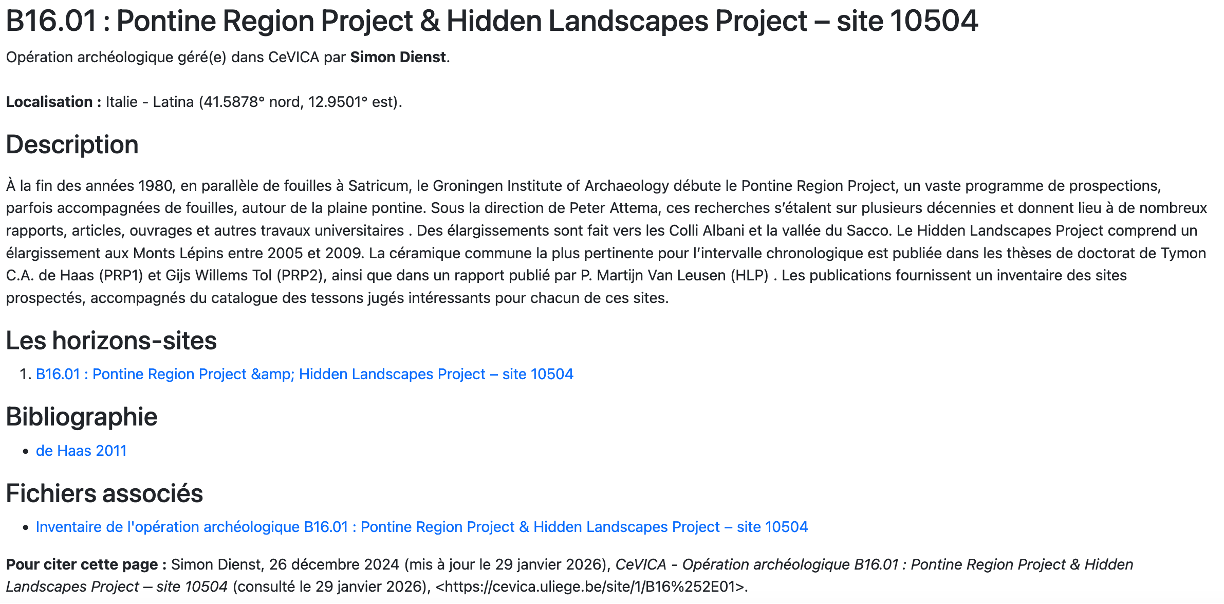 B16.01 : Pontine Region Project & Hidden Landscapes Project – site 10504
Opération archéologique géré(e) dans CeVICA par Simon Dienst.
Localisation : Italie - Latina (41.5878° nord, 12.9501° est).
Description
À la fin des années 1980, en parallèle de fouilles à Satricum, le Groningen Institute of Archaeology débute le Pontine Region Project, un vaste programme de prospections,
parfois accompagnées de fouilles, autour de la plaine pontine. Sous la direction de Peter Attema, ces recherches s’étalent sur plusieurs décennies et donnent lieu à de nombreux
rapports, articles, ouvrages et autres travaux universitaires . Des élargissements sont fait vers les Colli Albani et la vallée du Sacco. Le Hidden Landscapes Project comprend un
élargissement aux Monts Lépins entre 2005 et 2009. La céramique commune la plus pertinente pour l’intervalle chronologique est publiée dans les thèses de doctorat de Tymon
C.A. de Haas (PRP1) et Gijs Willems Tol (PRP2), ainsi que dans un rapport publié par P. Martijn Van Leusen (HLP) . Les publications fournissent un inventaire des sites
prospectés, accompagnés du catalogue des tessons jugés intéressants pour chacun de ces sites.
Les horizons-sites
1. B16.01 : Pontine Region Project &amp; Hidden Landscapes Project – site 10504
Bibliographie
• de Haas 2011
Fichiers associés
• Inventaire de l'opération archéologique B16.01 : Pontine Region Project & Hidden Landscapes Project – site 10504
Pour citer cette page : Simon Dienst, 26 décembre 2024 (mis à jour le 29 janvier 2026), CeVICA - Opération archéologique B16.01 : Pontine Region Project & Hidden
Landscapes Project – site 10504 (consulté le 29 janvier 2026), <https://cevica.uliege.be/site/1/B16%252E01>.